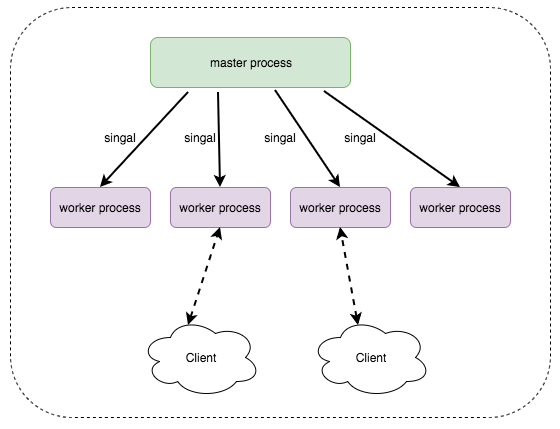 master process
singal
singal
singal
singal
worker process
worker process
worker process
worker process
Client
Client